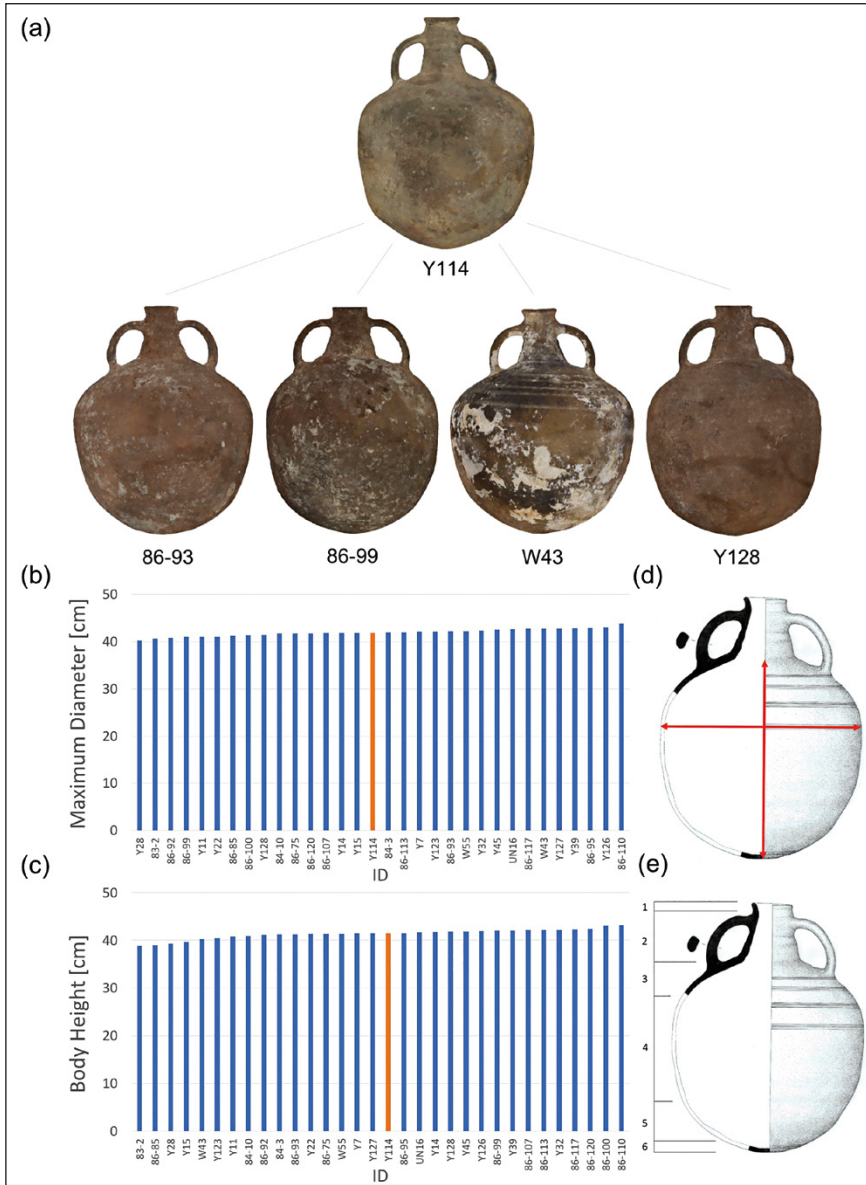 (a)
Y114
86-93 86-99 W43 Y128
(b)
Maximum Diameter [cm]
50
40
30
20
10
0
Y28 83-2 86-92 86-99 Y11 Y22 86-85 86-100 Y128 84-10 86-75 86-120 86-107 Y14 Y15 Y114 84-3 86-113 Y7 Y123 86-93 W55 Y32 Y45 UN16 86-117 W43 Y127 Y39 86-95 Y126 86-110
ID
(d)
(c)
Body Height [cm]
50
40
30
20
10
0
83-2 86-85 Y28 Y15 W43 Y123 Y11 84-10 86-92 84-3 86-93 Y22 86-75 W55 Y7 Y127 Y114 86-95 UN16 Y14 Y128 Y45 Y126 86-99 Y39 86-107 86-113 Y32 86-117 86-120 86-100 86-110
ID
(e)
1
2
3
4
5
6